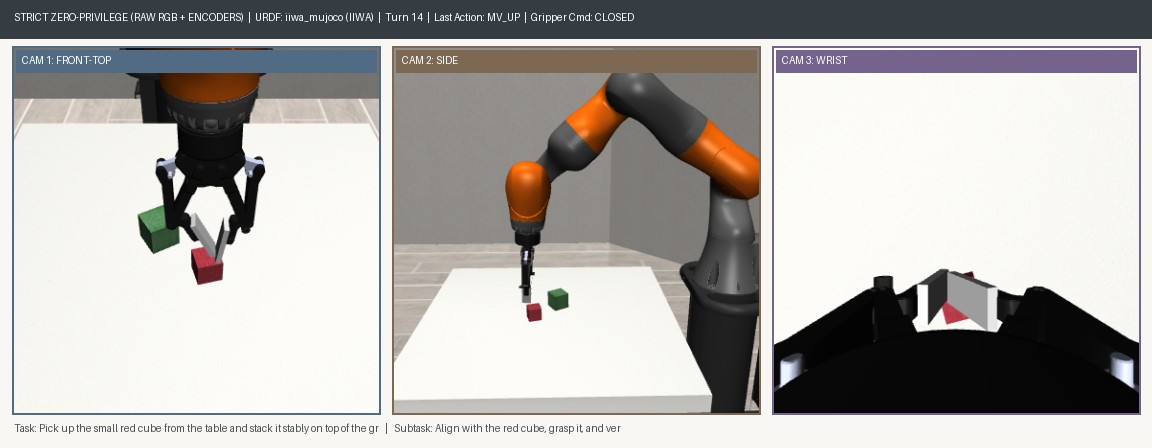 STRICT ZERO-PRIVILEGE (RAW RGB + ENCODERS) | URDF: iiwa_mujoco (IIWA) | Turn 14 | Last Action: MV_UP | Gripper Cmd: CLOSED
CAM 1: FRONT-TOP
CAM 2: SIDE
CAM 3: WRIST
Task: Pick up the small red cube from the table and stack it stably on top of the gr | Subtask: Align with the red cube, grasp it, and ver